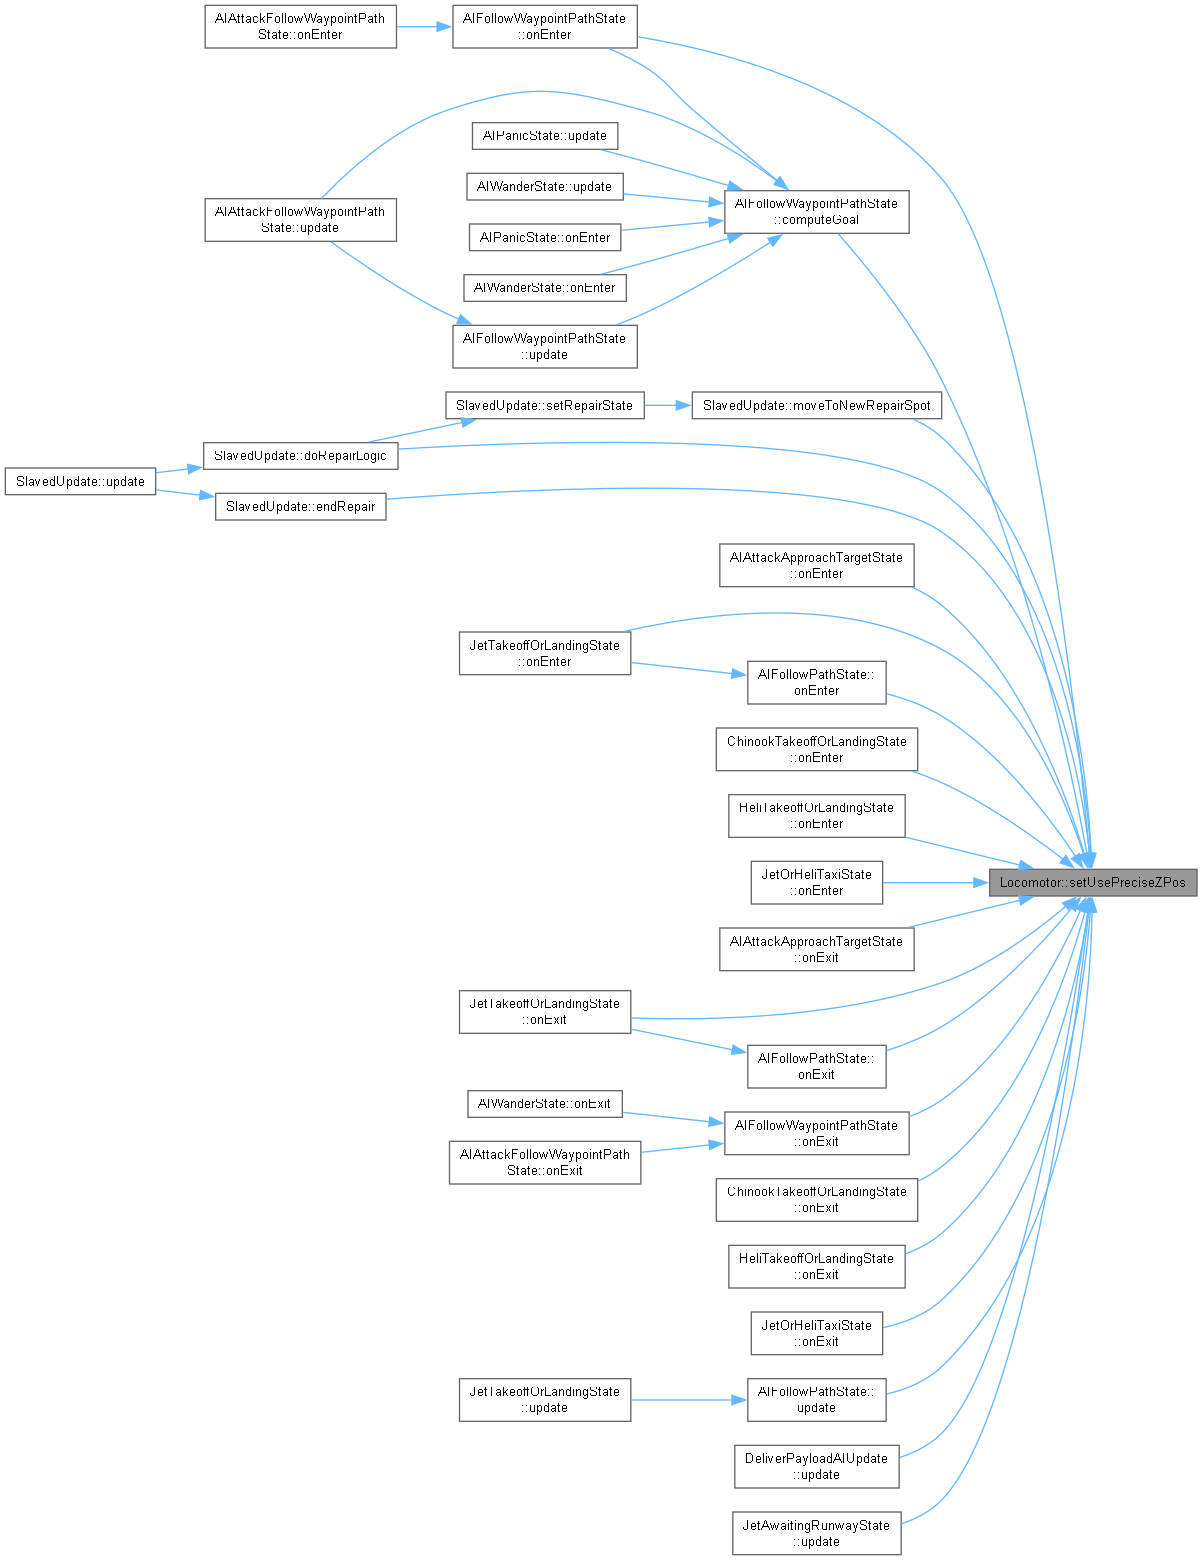 AIAttackFollowWaypointPath
State::onEnter
AIFollowWaypointPathState
::onEnter
AIPanicState::update
AIWanderState::update
AIFollowWaypointPathState
::computeGoal
AIAttackFollowWaypointPath
State::update
AIPanicState::onEnter
AIWanderState::onEnter
AIFollowWaypointPathState
::update
SlavedUpdate::setRepairState
SlavedUpdate::moveToNewRepairSpot
SlavedUpdate::doRepairLogic
SlavedUpdate::update
SlavedUpdate::endRepair
AIAttackApproachTargetState
::onEnter
JetTakeoffOrLandingState
::onEnter
AIFollowPathState::
onEnter
ChinookTakeoffOrLandingState
::onEnter
HeliTakeoffOrLandingState
::onEnter
JetOrHeliTaxiState
::onEnter
Locomotor::setUsePreciseZPos
AIAttackApproachTargetState
::onExit
JetTakeoffOrLandingState
::onExit
AIFollowPathState::
onExit
AIWanderState::onExit
AIFollowWaypointPathState
::onExit
AIAttackFollowWaypointPath
State::onExit
ChinookTakeoffOrLandingState
::onExit
HeliTakeoffOrLandingState
::onExit
JetOrHeliTaxiState
::onExit
JetTakeoffOrLandingState
::update
AIFollowPathState::
update
DeliverPayloadAIUpdate
::update
JetAwaitingRunwayState
::update